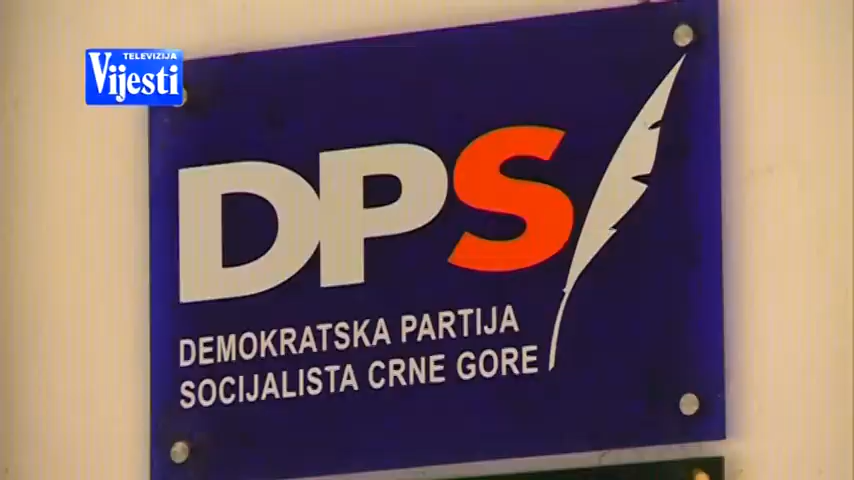 TELEVIZIJA
Vijesti
DPS
DEMOKRATSKA PARTIJA
SOCIJALISTA CRNE GORE